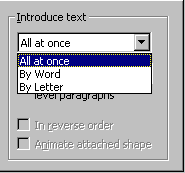 Introduce text
All at once
All at once
By Word
By Letter
level paragraphs
In reverse order
Animate attached shape